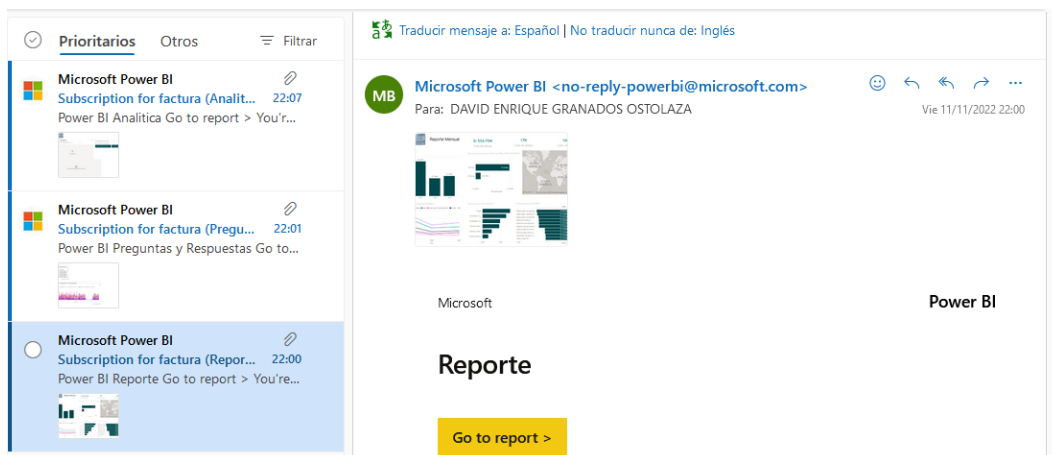 Prioritarios Otros Filtrar
Microsoft Power BI
Subscription for factura (Analit... 22:07
Power BI Analitica Go to report > You'r...
Microsoft Power BI
Subscription for factura (Pregu... 22:01
Power BI Preguntas y Respuestas Go to...
Microsoft Power BI
Subscription for factura (Repor... 22:00
Power BI Reporte Go to report > You're...
Traducir mensaje a: Español | No traducir nunca de: Inglés
MB
Microsoft Power BI <no-reply-powerbi@microsoft.com>
Para: DAVID ENRIQUE GRANADOS OSTOLAZA
Vie 11/11/2022 22:00
Reporte Mensual
Microsoft
Power BI
Reporte
Go to report >